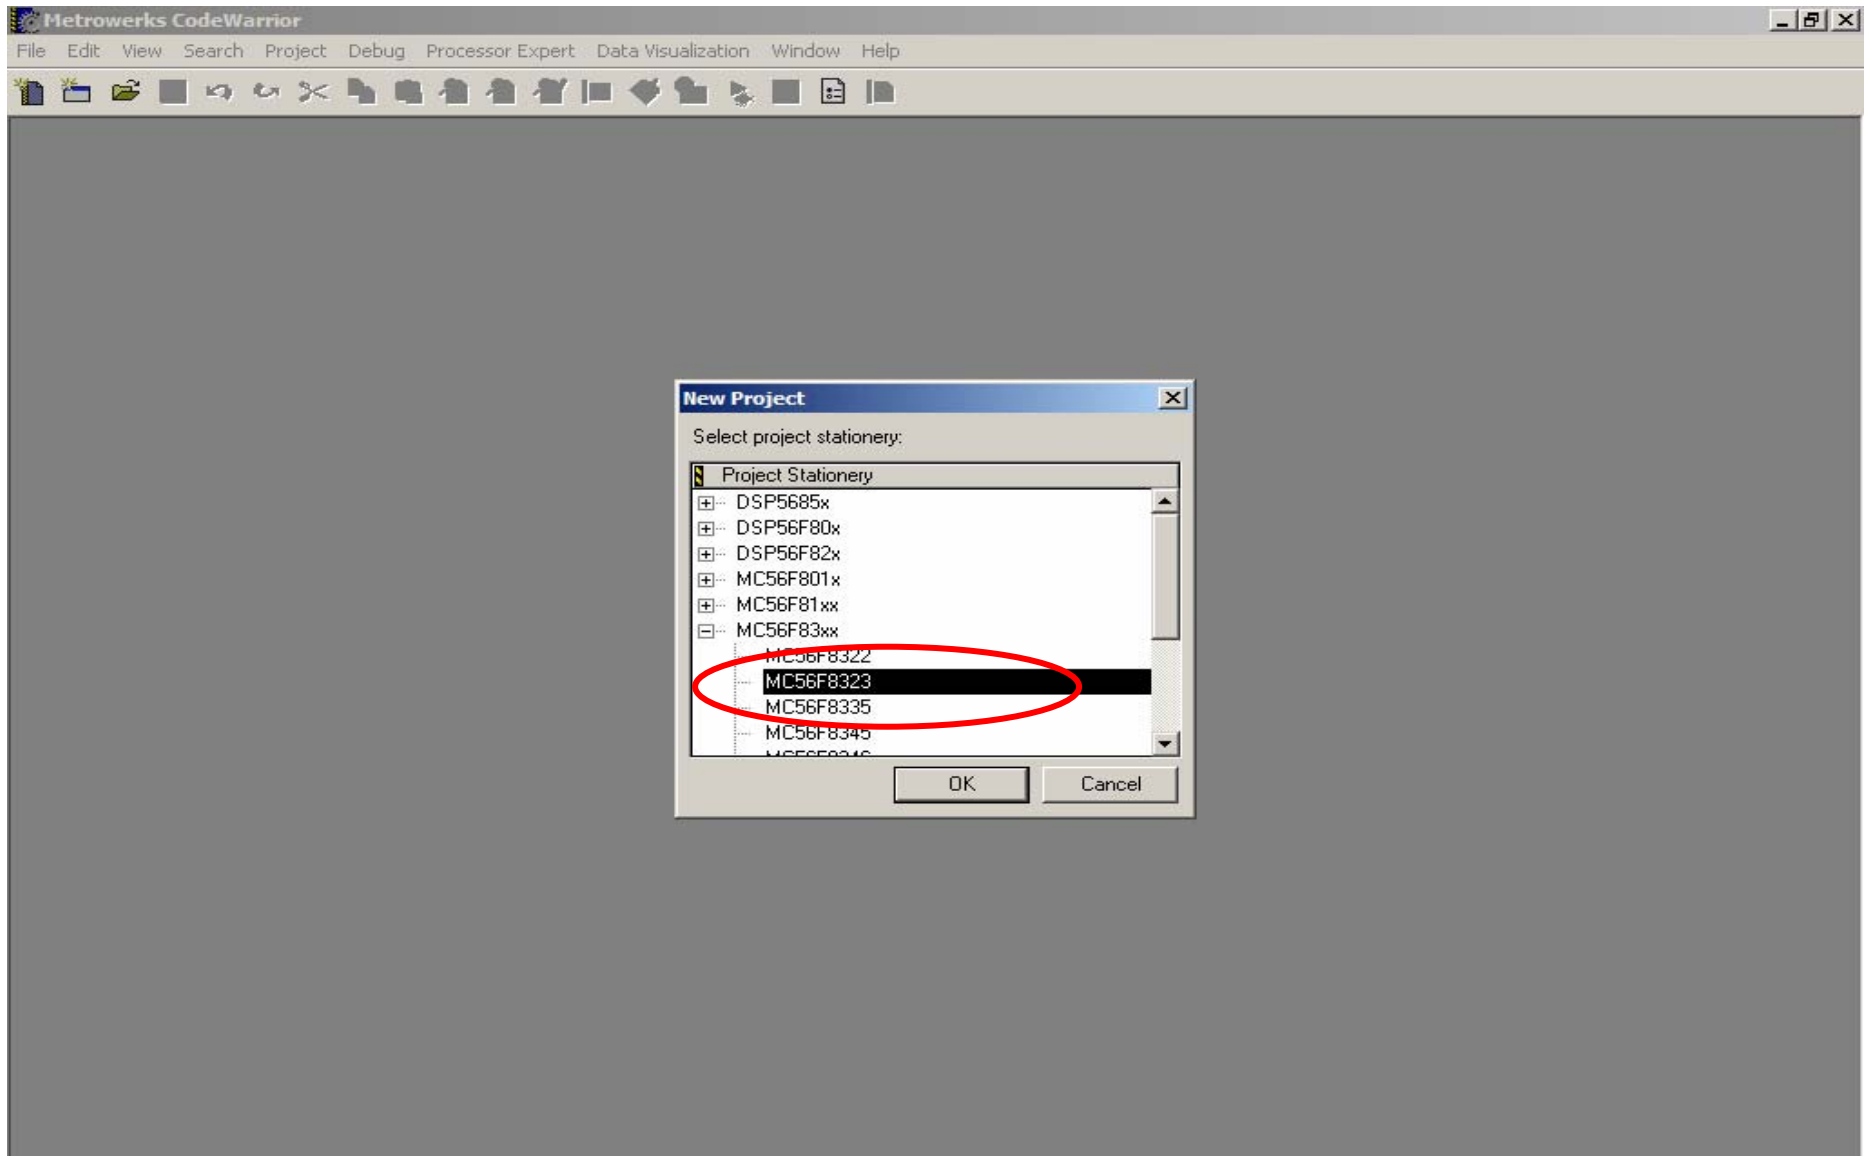 Metrowerks CodeWarrior
File Edit View Search Project Debug Processor Expert Data Visualization Window Help
New Project
Select project stationery:
Project Stationery
DSP5685x
DSP56F80x
DSP56F82x
MC56F801x
MC56F81xx
MC56F83xx
MC56F8322
MC56F8323
MC56F8335
MC56F8345
OK Cancel